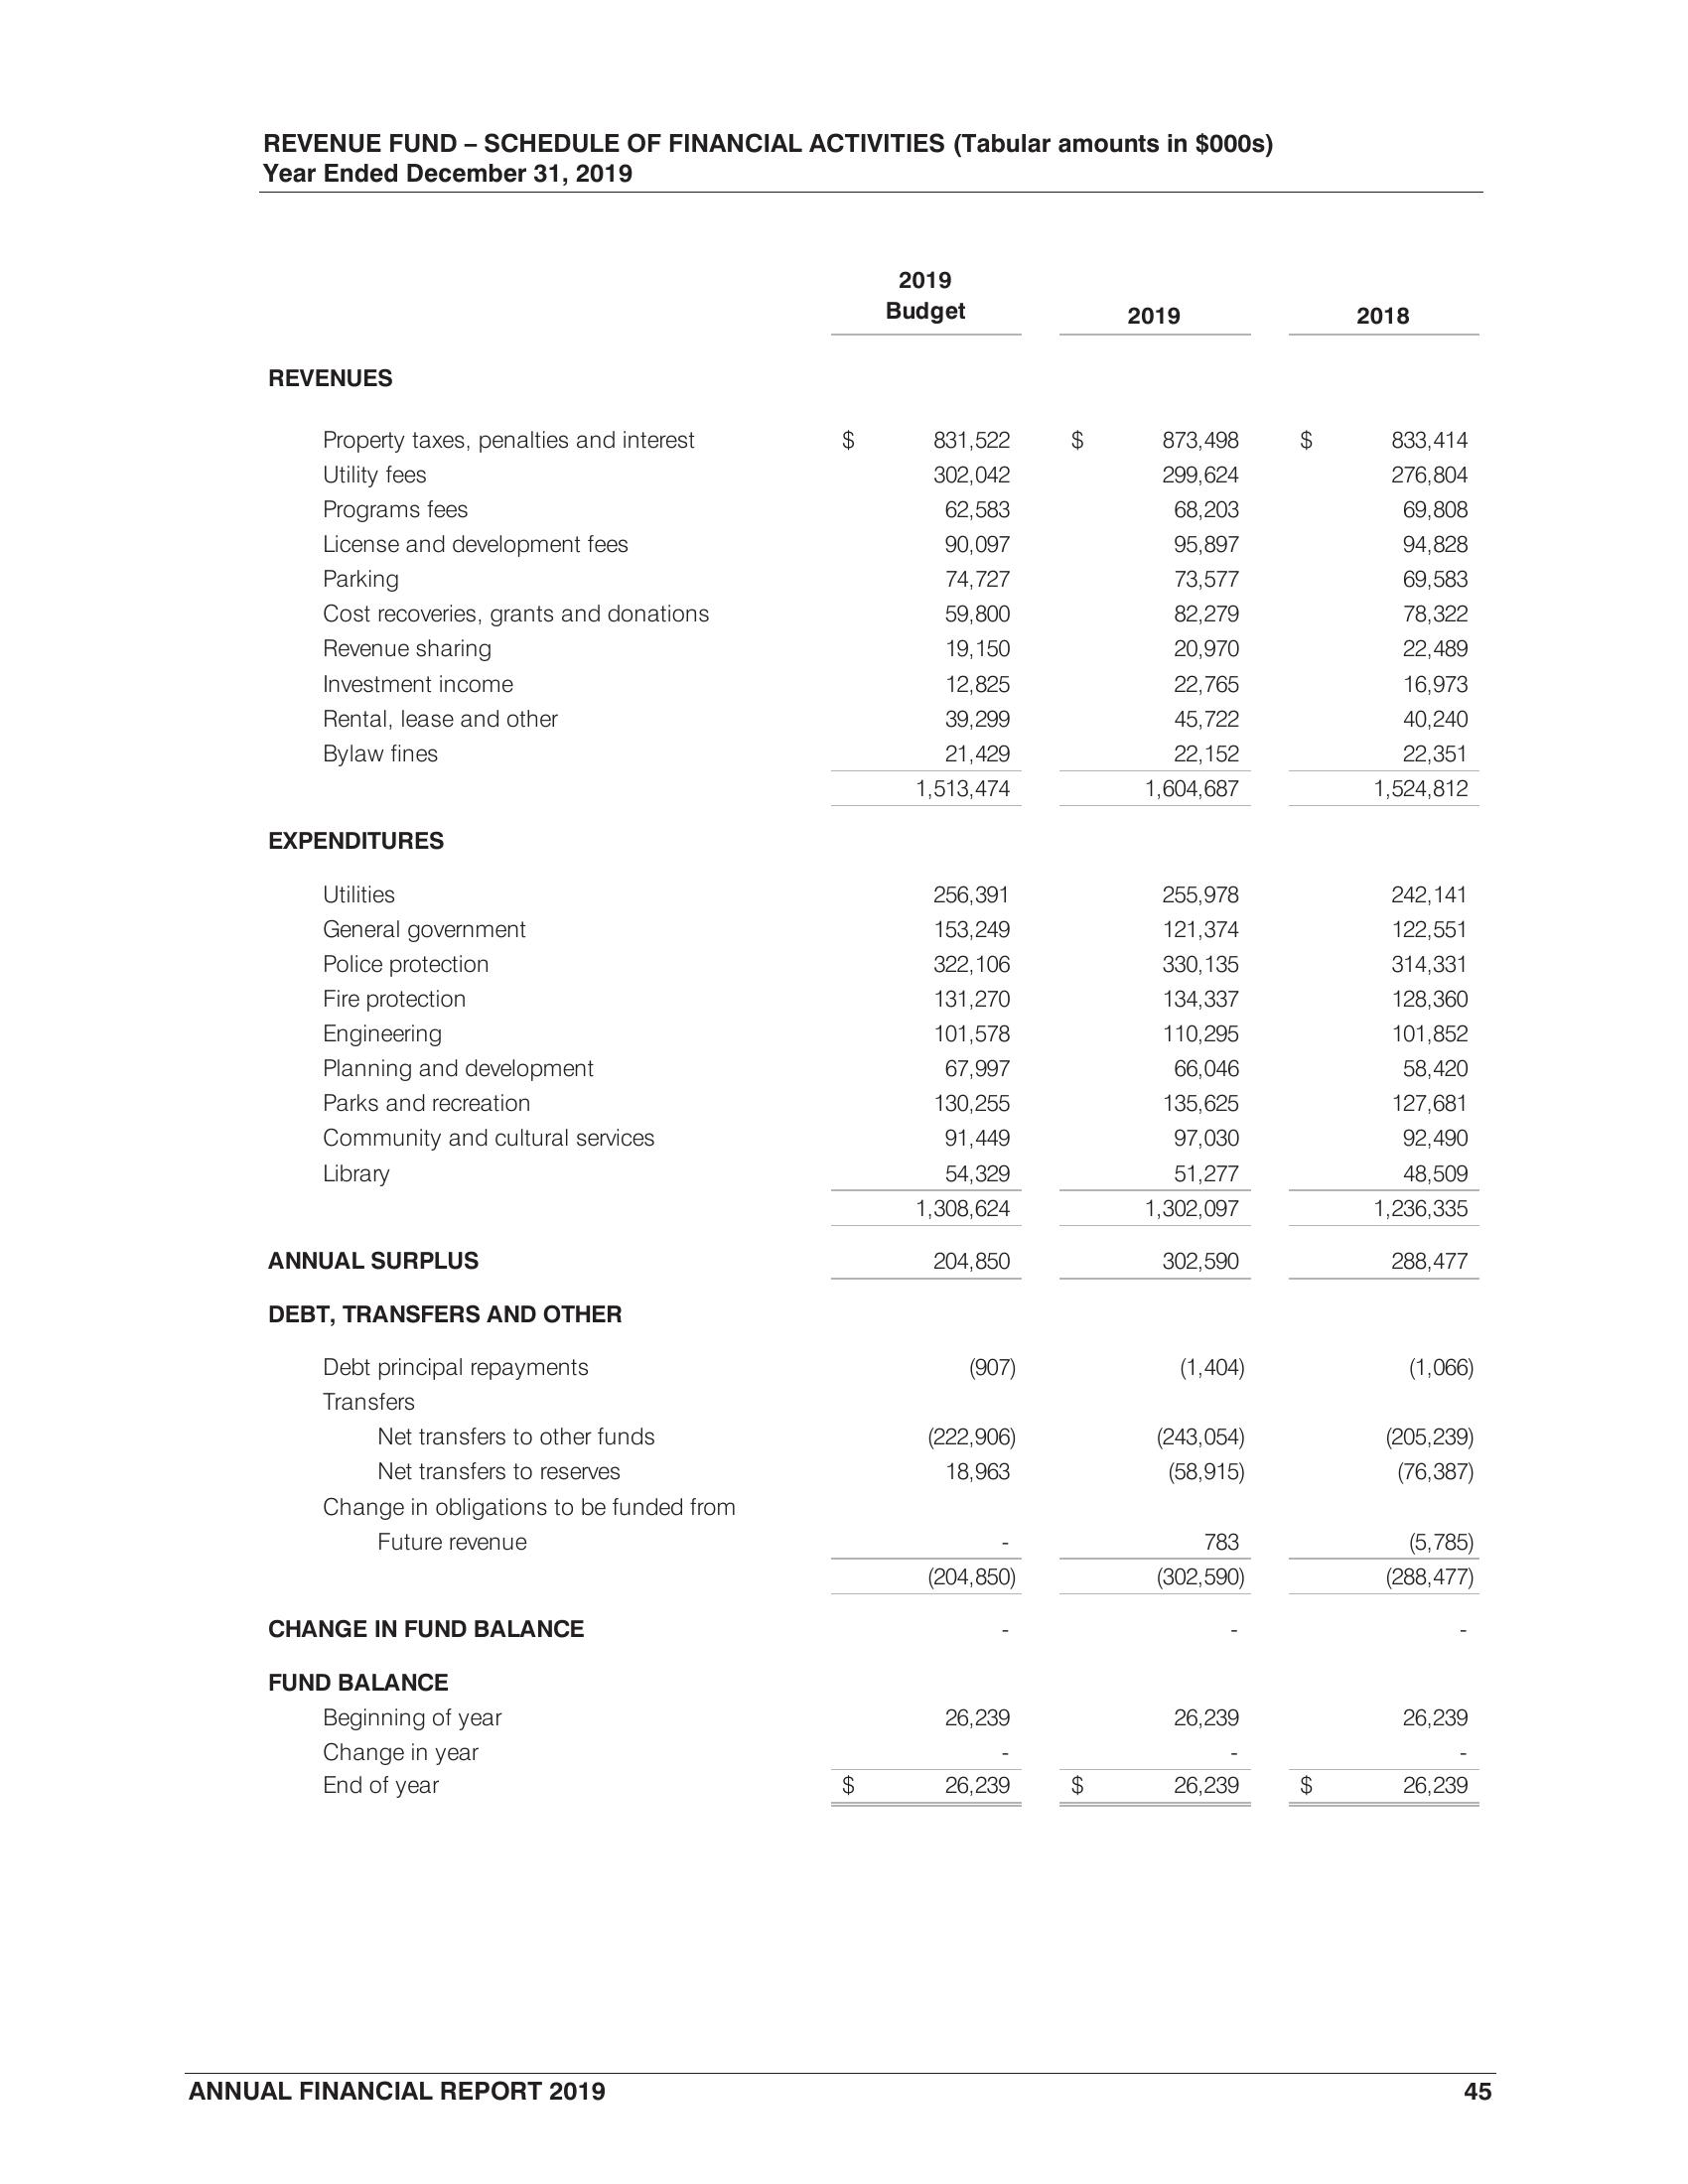 REVENUE FUND – SCHEDULE OF FINANCIAL ACTIVITIES (Tabular amounts in $000s)
Year Ended December 31, 2019
2019
Budget 2019 2018
REVENUES
Property taxes, penalties and interest $ 831,522 $ 873,498 $ 833,414
Utility fees 302,042 299,624 276,804
Programs fees 62,583 68,203 69,808
License and development fees 90,097 95,897 94,828
Parking 74,727 73,577 69,583
Cost recoveries, grants and donations 59,800 82,279 78,322
Revenue sharing 19,150 20,970 22,489
Investment income 12,825 22,765 16,973
Rental, lease and other 39,299 45,722 40,240
Bylaw fines 21,429 22,152 22,351
1,513,474 1,604,687 1,524,812
EXPENDITURES
Utilities 256,391 255,978 242,141
General government 153,249 121,374 122,551
Police protection 322,106 330,135 314,331
Fire protection 131,270 134,337 128,360
Engineering 101,578 110,295 101,852
Planning and development 67,997 66,046 58,420
Parks and recreation 130,255 135,625 127,681
Community and cultural services 91,449 97,030 92,490
Library 54,329 51,277 48,509
1,308,624 1,302,097 1,236,335
ANNUAL SURPLUS 204,850 302,590 288,477
DEBT, TRANSFERS AND OTHER
Debt principal repayments (907) (1,404) (1,066)
Transfers
Net transfers to other funds (222,906) (243,054) (205,239)
Net transfers to reserves 18,963 (58,915) (76,387)
Change in obligations to be funded from
Future revenue - 783 (5,785)
(204,850) (302,590) (288,477)
CHANGE IN FUND BALANCE - - -
FUND BALANCE
Beginning of year 26,239 26,239 26,239
Change in year - - -
End of year $ 26,239 $ 26,239 $ 26,239
ANNUAL FINANCIAL REPORT 2019 45